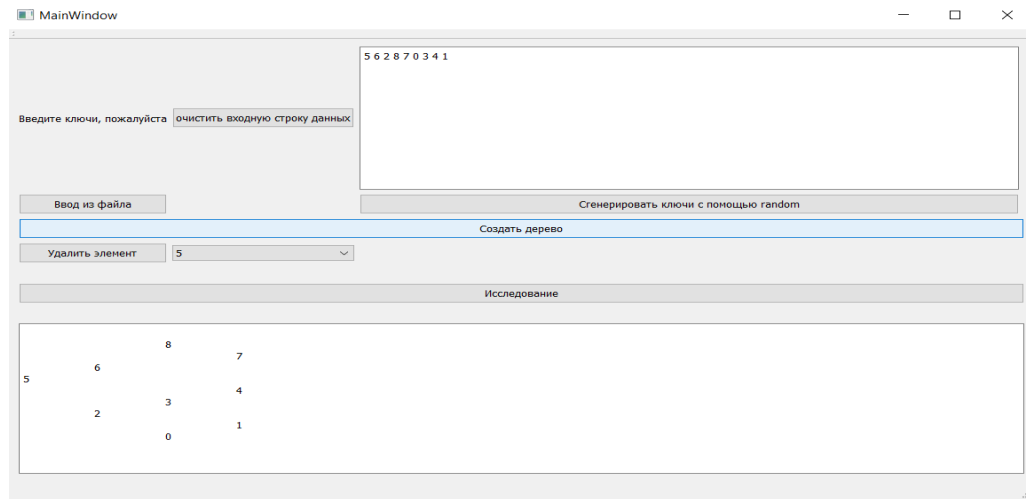 MainWindow
5 6 2 8 7 0 3 4 1
Введите ключи, пожалуйста
очистить входную строку данных
Ввод из файла
Сгенерировать ключи с помощью random
Создать дерево
Удалить элемент
5
Исследование
8
7
6
5
4
3
2
1
0